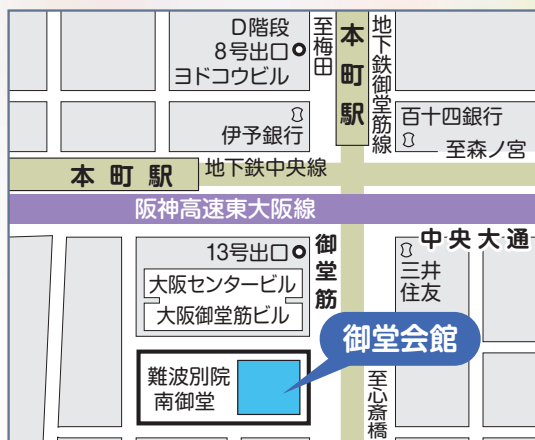 D階段
8号出口
ヨドコウビル
至梅田
本町駅
地下鉄御堂筋線
伊予銀行
百十四銀行
至森ノ宮
本町駅
地下鉄中央線
阪神高速東大阪線
中央大通
13号出口
御堂筋
三井
住友
大阪センタービル
大阪御堂筋ビル
御堂会館
難波別院
南御堂
至心斎橋